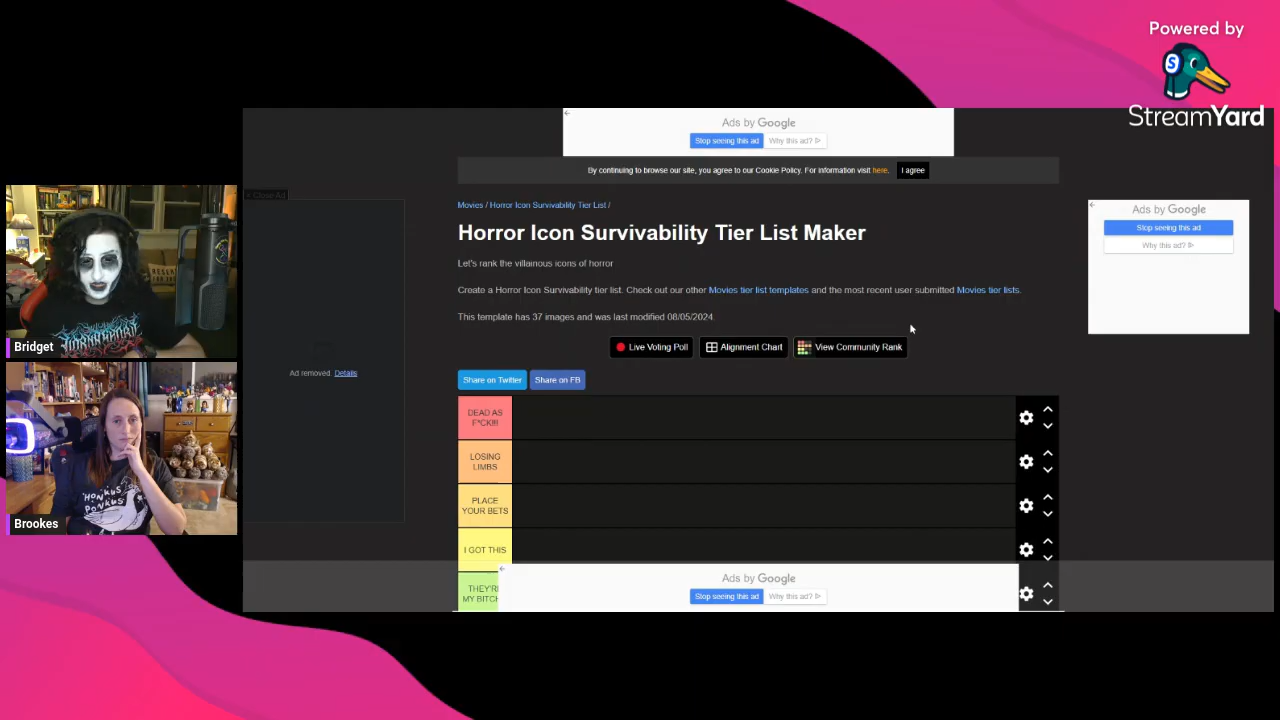 Powered by
StreamYard
Ads by Google
Stop seeing this ad
Why this ad?
By continuing to browse our site, you agree to our Cookie Policy. For information visit here.
I agree
× Close Ad
Movies / Horror Icon Survivability Tier List /
Ads by Google
Stop seeing this ad
Why this ad?
Horror Icon Survivability Tier List Maker
Let's rank the villainous icons of horror
Create a Horror Icon Survivability tier list. Check out our other Movies tier list templates and the most recent user submitted Movies tier lists.
This template has 37 images and was last modified 08/05/2024.
Live Voting Poll
Alignment Chart
View Community Rank
Bridget
Ad removed. Details
Share on Twitter
Share on FB
DEAD AS
F*CK!!!
LOSING
LIMBS
PLACE
YOUR BETS
I GOT THIS
HONKUS
PONKUS
Brookes
Ads by Google
Stop seeing this ad
Why this ad?
THEY'R
MY BITC